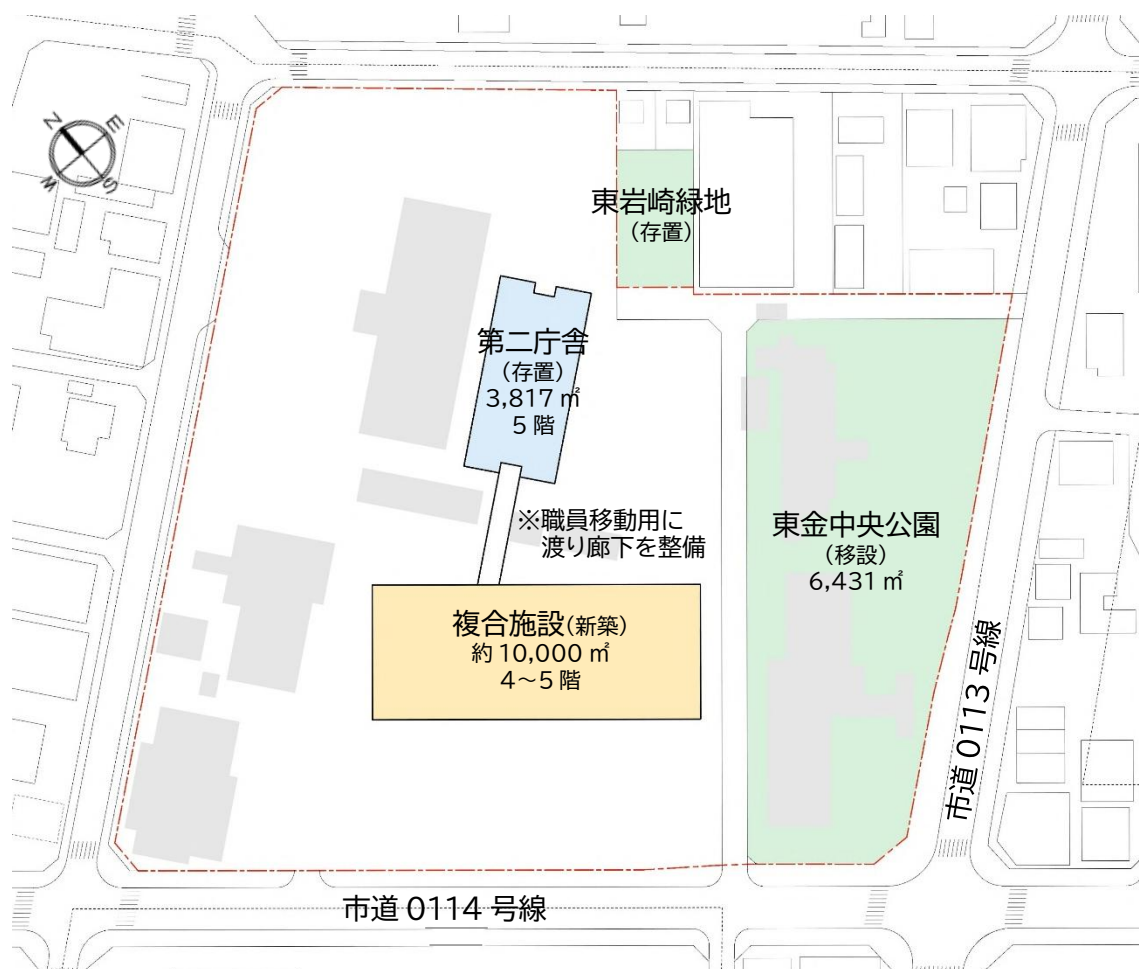 N
E
W
S
東岩崎緑地
(存置)
第二庁舎
(存置)
3,817 ㎡
5 階
※職員移動用に
渡り廊下を整備
東金中央公園
(移設)
6,431 ㎡
複合施設(新築)
約 10,000 ㎡
4~5 階
市道 0113 号線
市道 0114 号線